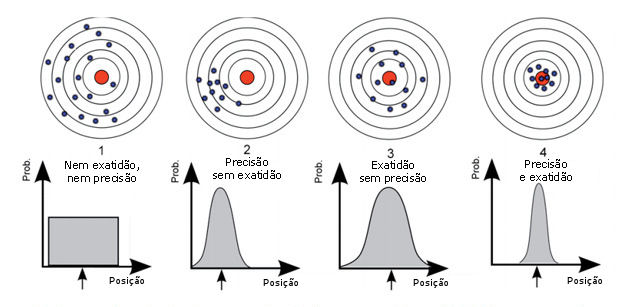 1
Nem exatidão,
nem precisão
2
Precisão
sem exatidão
3
Exatidão
sem precisão
4
Precisão
e exatidão
Prob.
Posição
Prob.
Posição
Prob.
Posição
Prob.
Posição